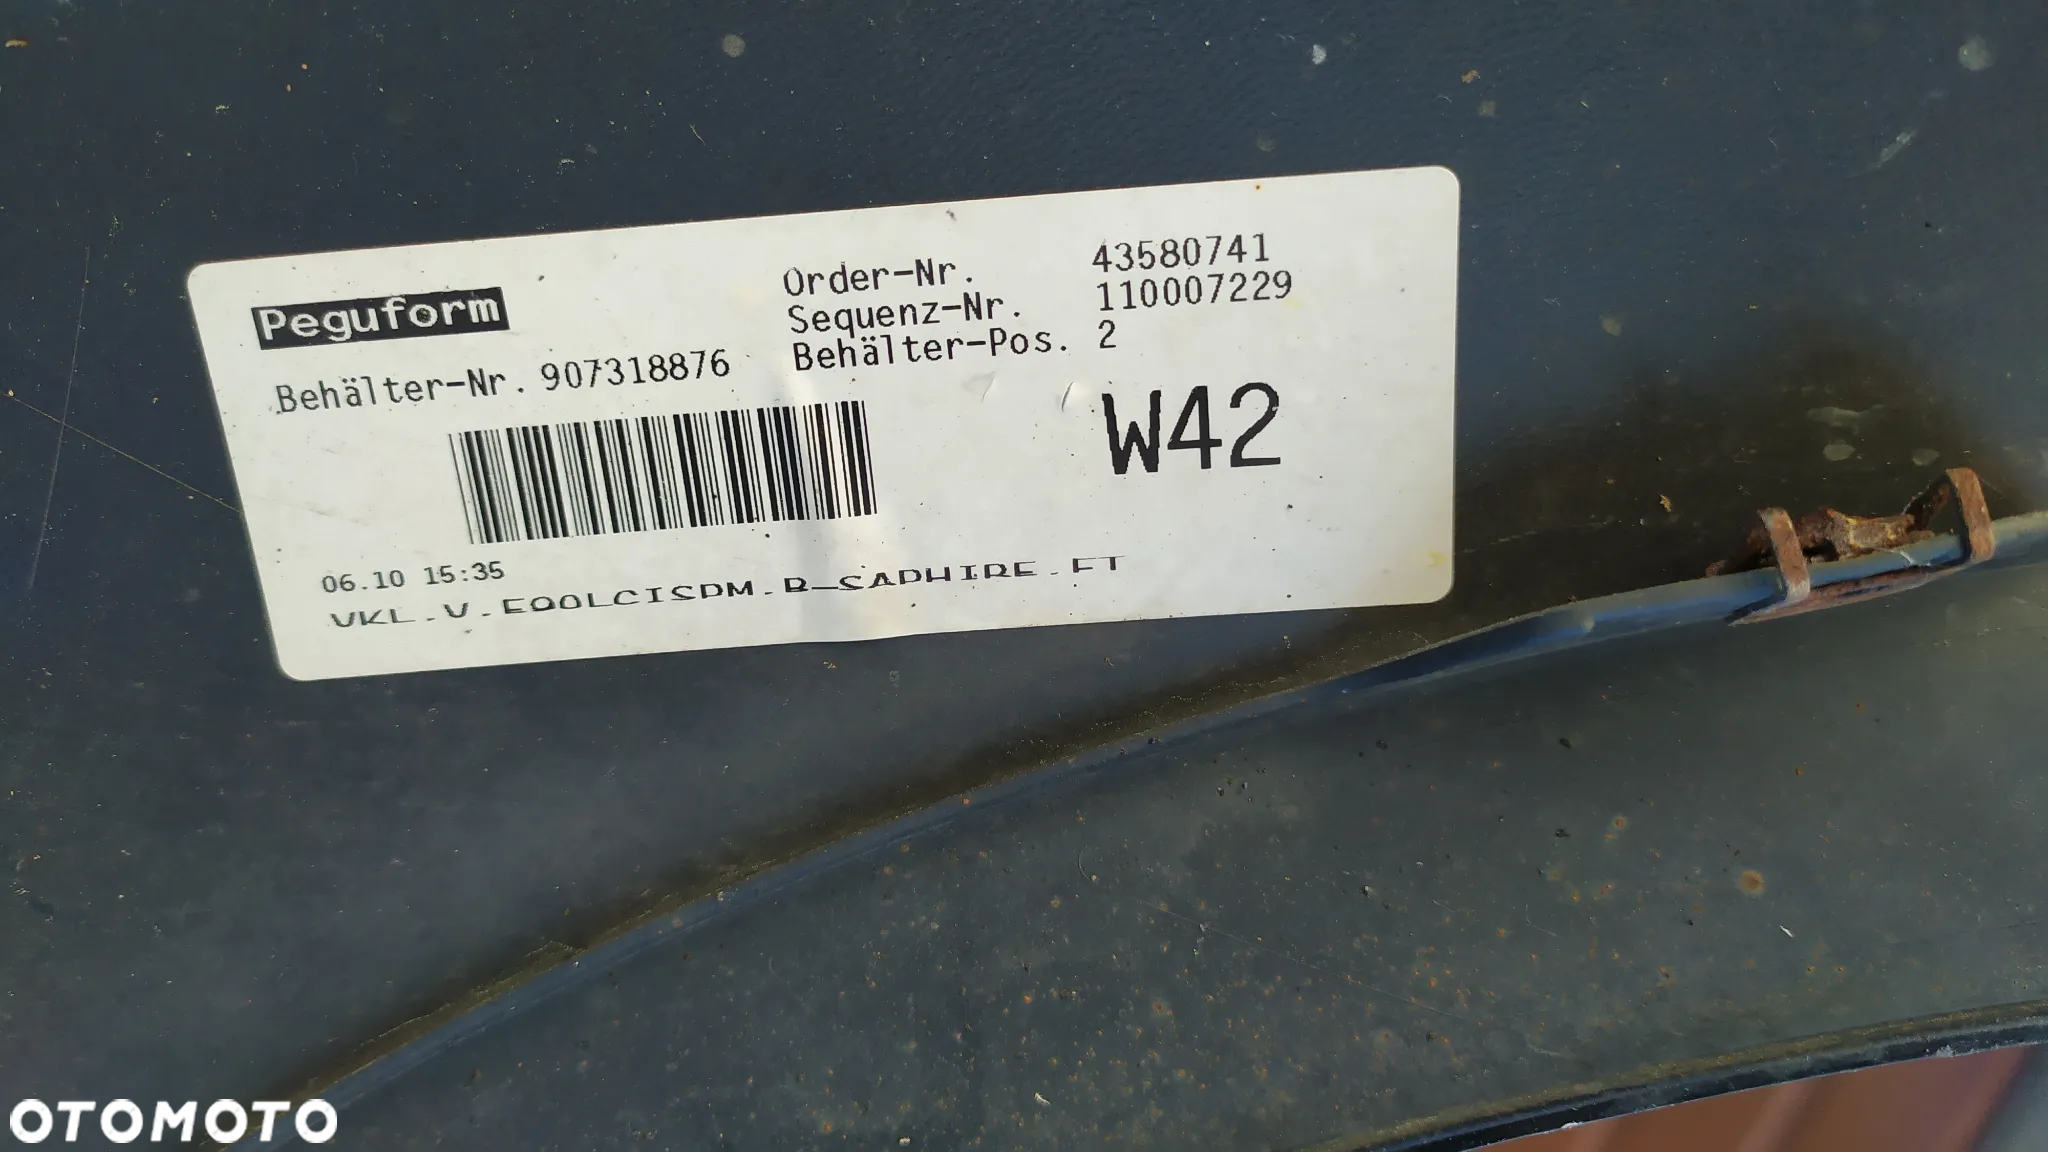 Peguform
Behälter-Nr. 907318876
Order-Nr. 43580741
Sequenz-Nr. 110007229
Behälter-Pos. 2
W42
06.10 15:35
VKL.V.
OTOMOTO